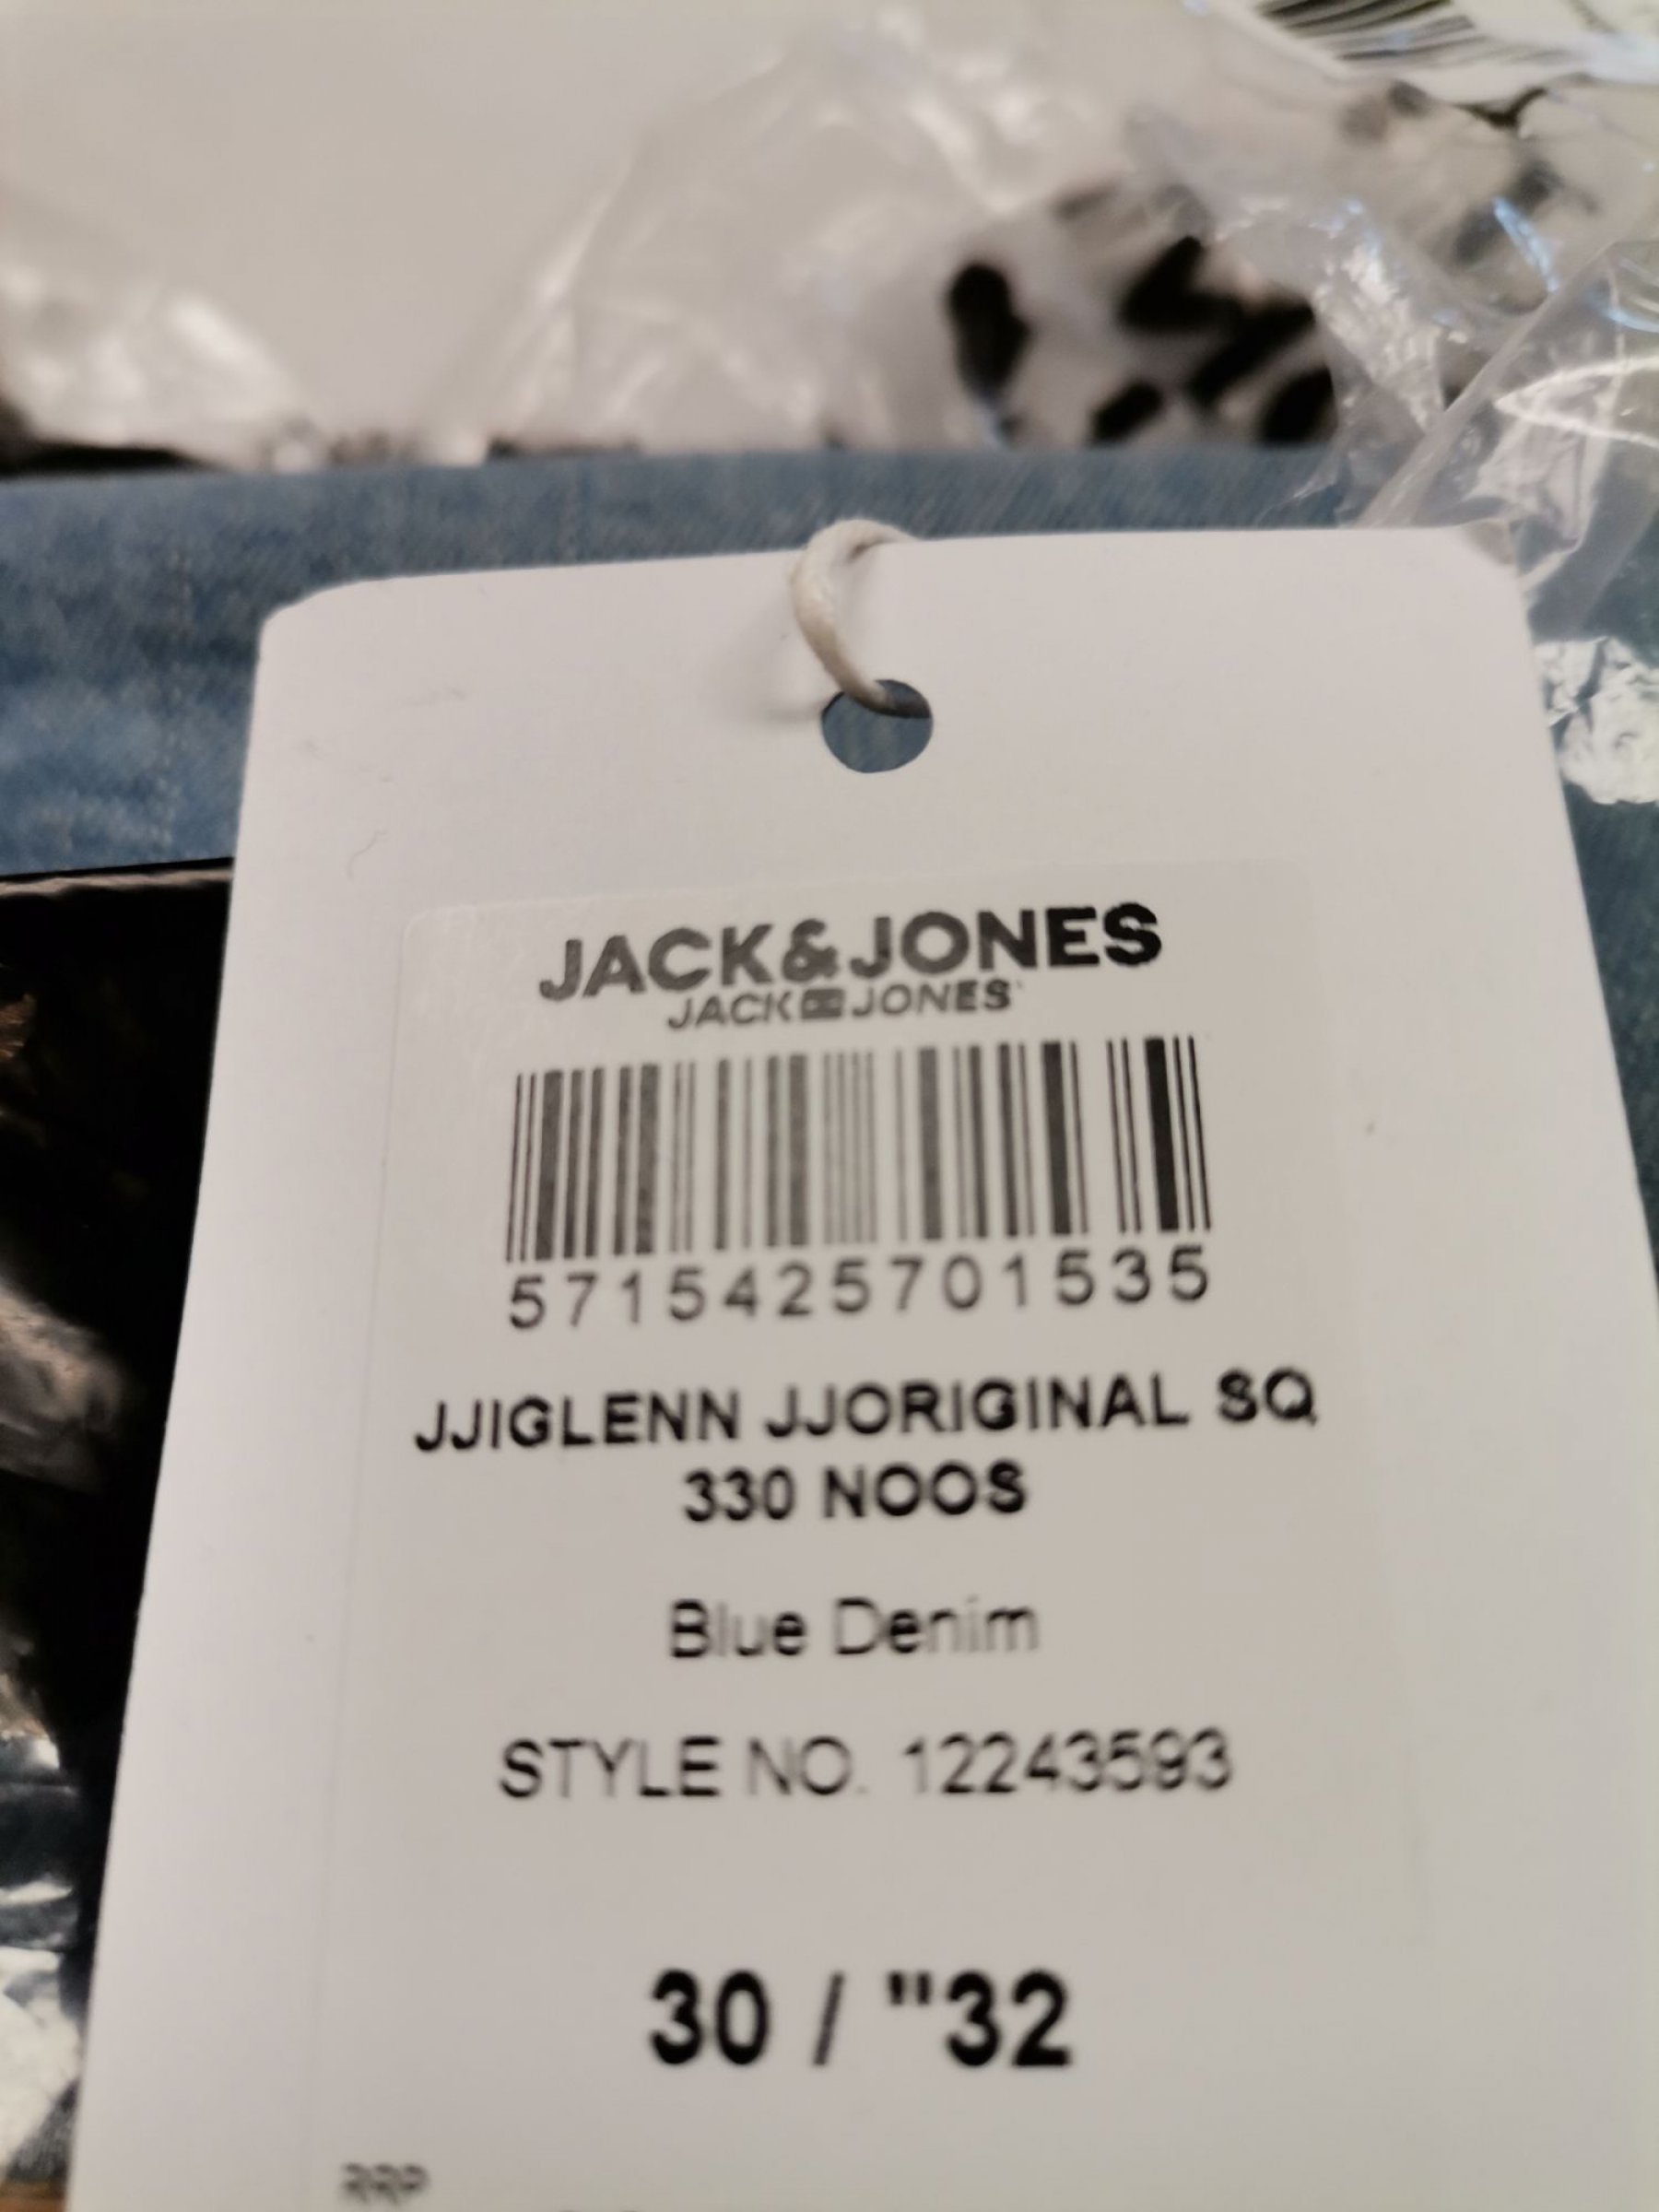 JACK&JONES
JACK & JONES
5715425701535
JJIGLENN JJORIGINAL SQ
330 NOOS
Blue Denim
STYLE NO. 12243593
30 / "32
RRP